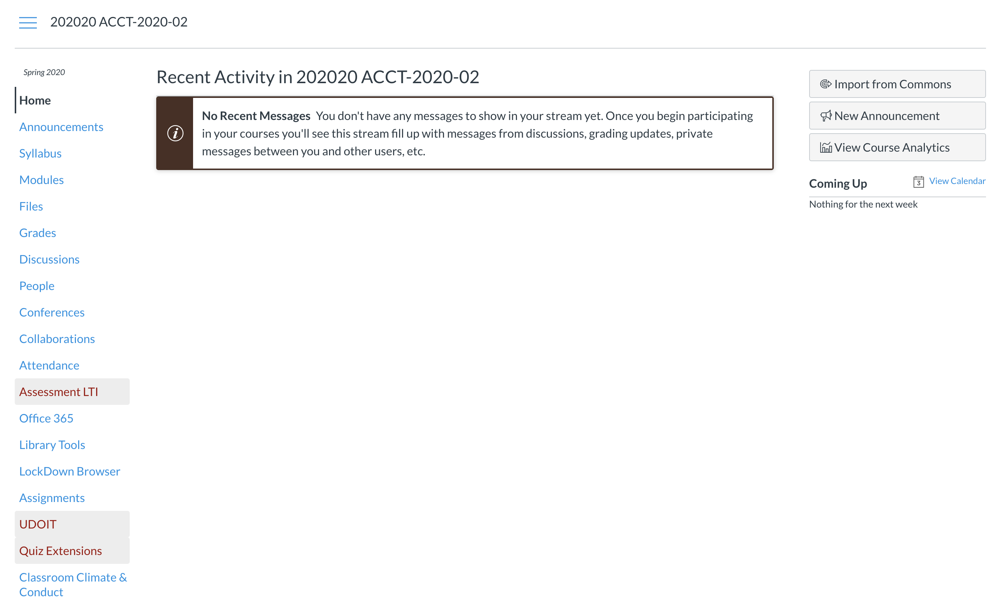 202020 ACCT-2020-02
Spring 2020
Home
Announcements
Syllabus
Modules
Files
Grades
Discussions
People
Conferences
Collaborations
Attendance
Assessment LTI
Office 365
Library Tools
LockDown Browser
Assignments
UDOIT
Quiz Extensions
Classroom Climate &
Conduct
Recent Activity in 202020 ACCT-2020-02
No Recent Messages You don't have any messages to show in your stream yet. Once you begin participating
in your courses you'll see this stream fill up with messages from discussions, grading updates, private
messages between you and other users, etc.
Import from Commons
New Announcement
View Course Analytics
Coming Up
3 View Calendar
Nothing for the next week